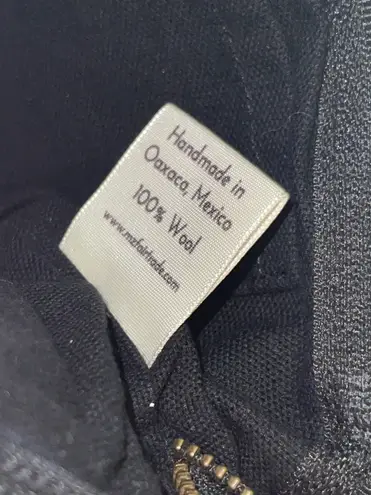 Handmade in
Oaxaca, Mexico
100% Wool
www.mzfairtrade.com